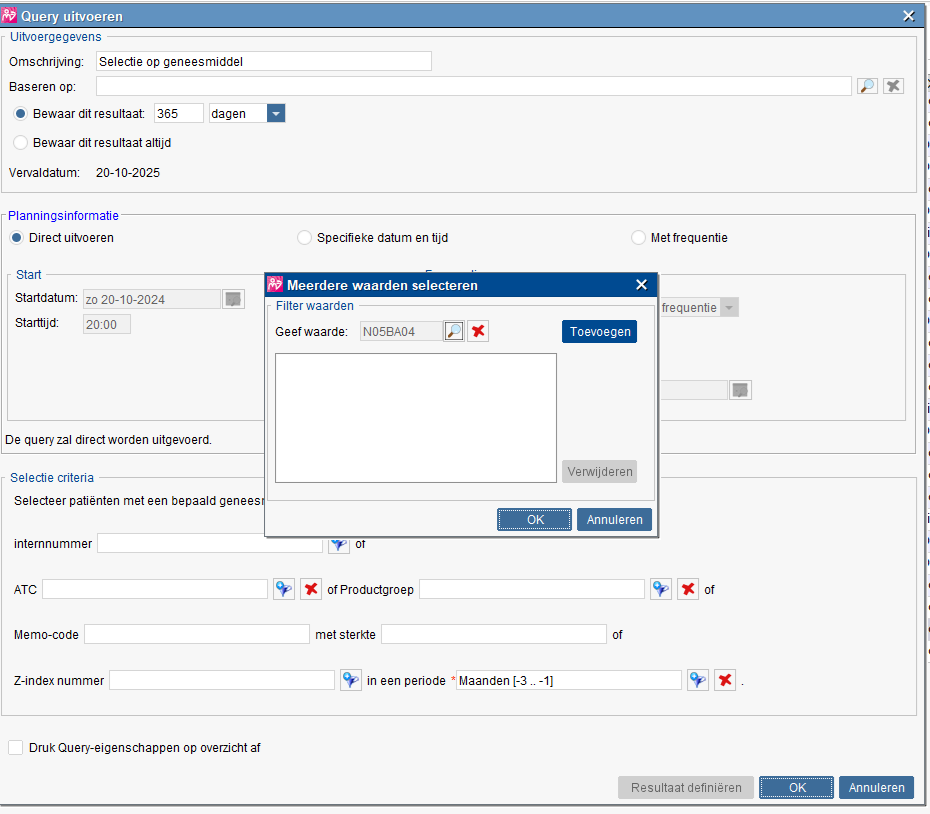 Query uitvoeren
Uitvoergegevens
Omschrijving: Selectie op geneesmiddel
Baseren op:
Bewaar dit resultaat: 365 dagen
Bewaar dit resultaat altijd
Vervaldatum: 20-10-2025
Planningsinformatie
Direct uitvoeren Specifieke datum en tijd Met frequentie
Start
Startdatum: zo 20-10-2024
Starttijd: 20:00
frequentie
Meerdere waarden selecteren
Filter waarden
Geef waarde: N05BA04 Toevoegen
Verwijderen
OK Annuleren
De query zal direct worden uitgevoerd.
Selectie criteria
Selecteer patiënten met een bepaald
internnummer of
ATC of Productgroep of
Memo-code met sterkte of
Z-index nummer in een periode *Maanden [-3 .. -1] .
Druk Query-eigenschappen op overzicht af
Resultaat definiëren OK Annuleren